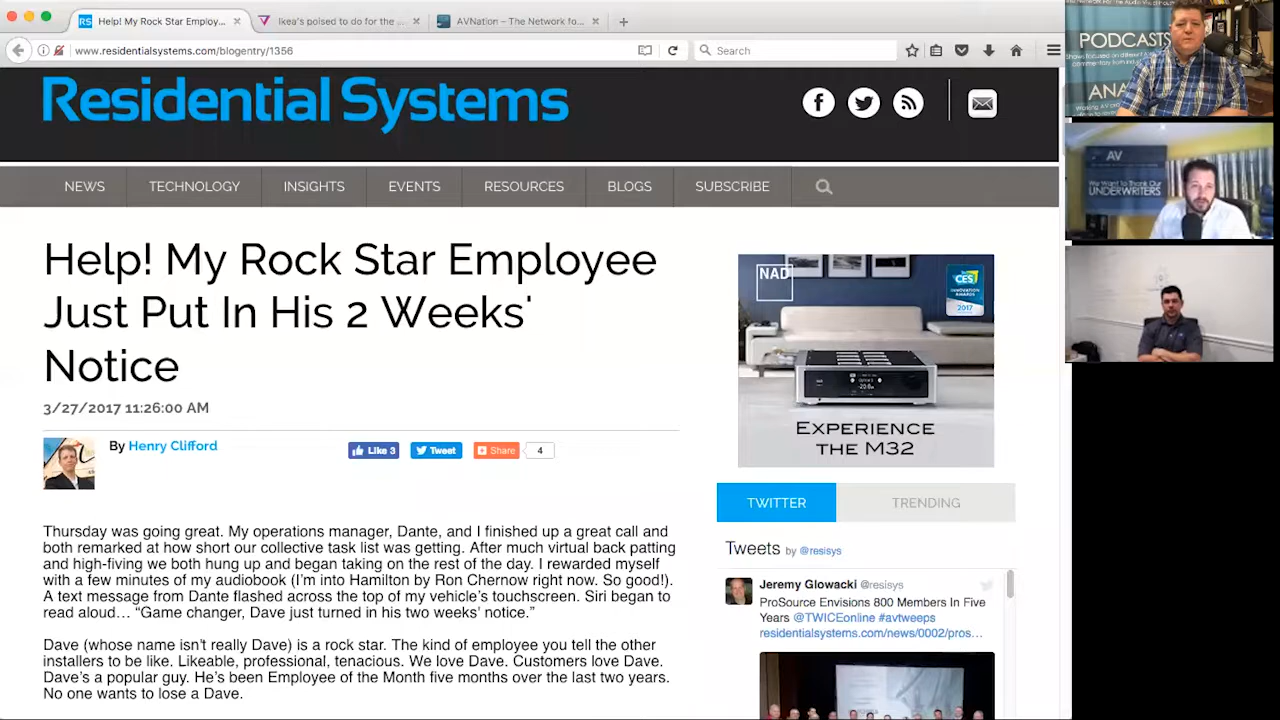 Help! My Rock Star Employ...
Ikea's poised to do for the ...
AVNation – The Network fo...
www.residentialsystems.com/blogentry/1356
Search
Residential Systems
NEWS
TECHNOLOGY
INSIGHTS
EVENTS
RESOURCES
BLOGS
SUBSCRIBE
Help! My Rock Star Employee
Just Put In His 2 Weeks'
Notice
3/27/2017 11:26:00 AM
By Henry Clifford
Like 3
Tweet
Share
4
Thursday was going great. My operations manager, Dante, and I finished up a great call and
both remarked at how short our collective task list was getting. After much virtual back patting
and high-fiving we both hung up and began taking on the rest of the day. I rewarded myself
with a few minutes of my audiobook (I'm into Hamilton by Ron Chernow right now. So good!).
A text message from Dante flashed across the top of my vehicle's touchscreen. Siri began to
read aloud… “Game changer, Dave just turned in his two weeks' notice.”
Dave (whose name isn't really Dave) is a rock star. The kind of employee you tell the other
installers to be like. Likeable, professional, tenacious. We love Dave. Customers love Dave.
Dave's a popular guy. He's been Employee of the Month five months over the last two years.
No one wants to lose a Dave.
NAD
CES
INNOVATION
AWARDS
2017
EXPERIENCE
THE M32
TWITTER
TRENDING
Tweets by @resisys
Jeremy Glowacki @resisys
ProSource Envisions 800 Members In Five
Years @TWICEonline #avtweeps
residentialsystems.com/news/0002/pros…
PODCASTS
ANA
AV
We Want To Thank Our
UNDERWRITERS